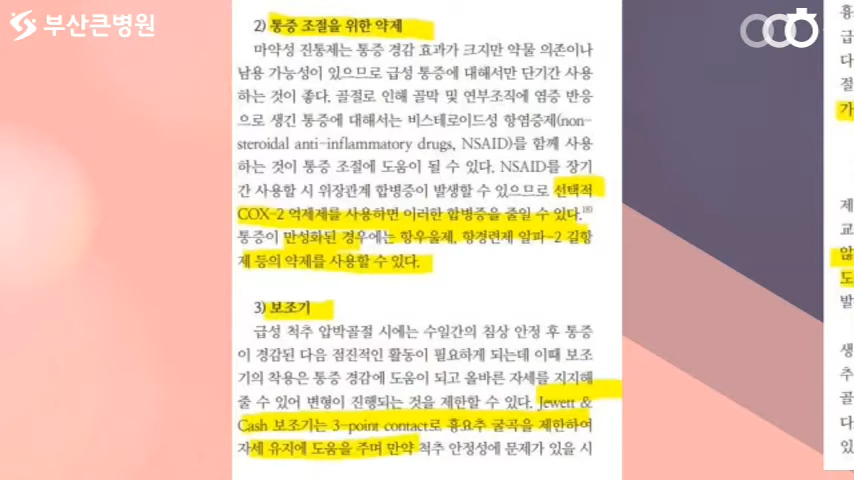 부산큰병원
2) 통증 조절을 위한 약제
마약성 진통제는 통증 경감 효과가 크지만 약물 의존이나
남용 가능성이 있으므로 급성 통증에 대해서만 단기간 사용
하는 것이 좋다. 골절로 인해 골막 및 연부조직에 염증 반응
으로 생긴 통증에 대해서는 비스테로이드성 항염증제(non-
steroidal anti-inflammatory drugs, NSAID)를 함께 사용
하는 것이 통증 조절에 도움이 될 수 있다. NSAID를 장기
간 사용할 시 위장관계 합병증이 발생할 수 있으므로 선택적
COX-2 억제제를 사용하면 이러한 합병증을 줄일 수 있다.
통증이 만성화된 경우에는 항우울제, 항경련제 알파-2 길항
제 등의 약제를 사용할 수 있다.
3) 보조기
급성 척추 압박골절 시에는 수일간의 침상 안정 후 통증
이 경감된 다음 점진적인 활동이 필요하게 되는데 이때 보조
기의 착용은 통증 경감에 도움이 되고 올바른 자세를 지지해
줄 수 있어 변형이 진행되는 것을 제한할 수 있다. Jewett &
Cash 보조기는 3-point contact로 흉요추 굴곡을 제한하여
자세 유지에 도움을 주며 만약 척추 안정성에 문제가 있을 시
급
다
절
가
제
교
않
도
발
생
추
골
다
있